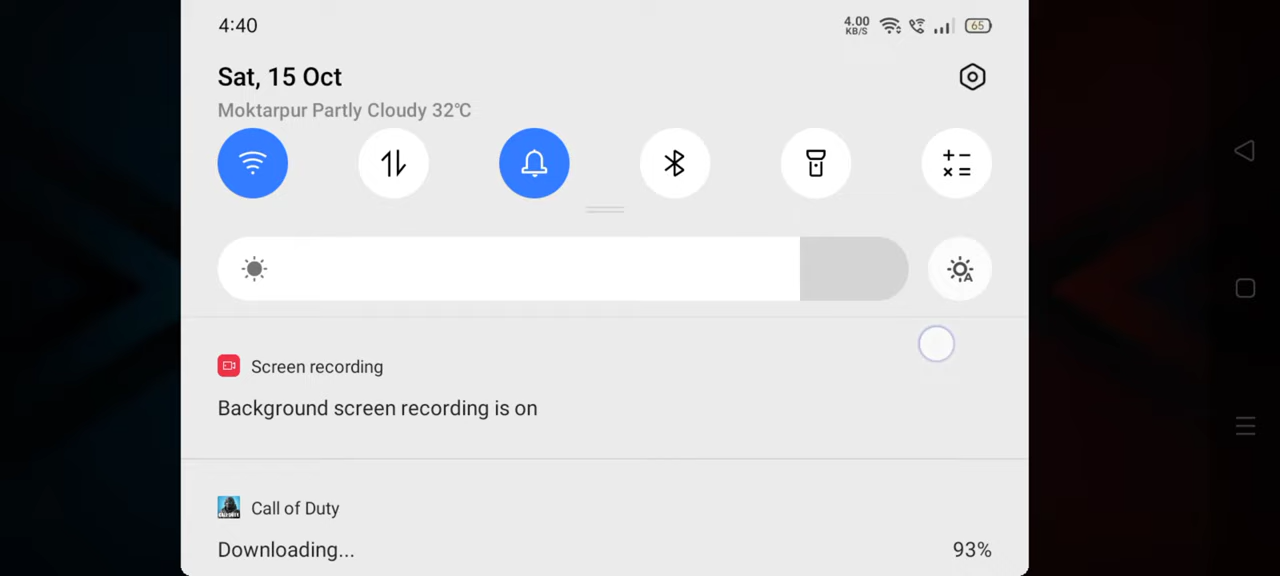 4:40
4.00
KB/S
65
Sat, 15 Oct
Moktarpur Partly Cloudy 32℃
A
Screen recording
Background screen recording is on
Call of Duty
Downloading...
93%